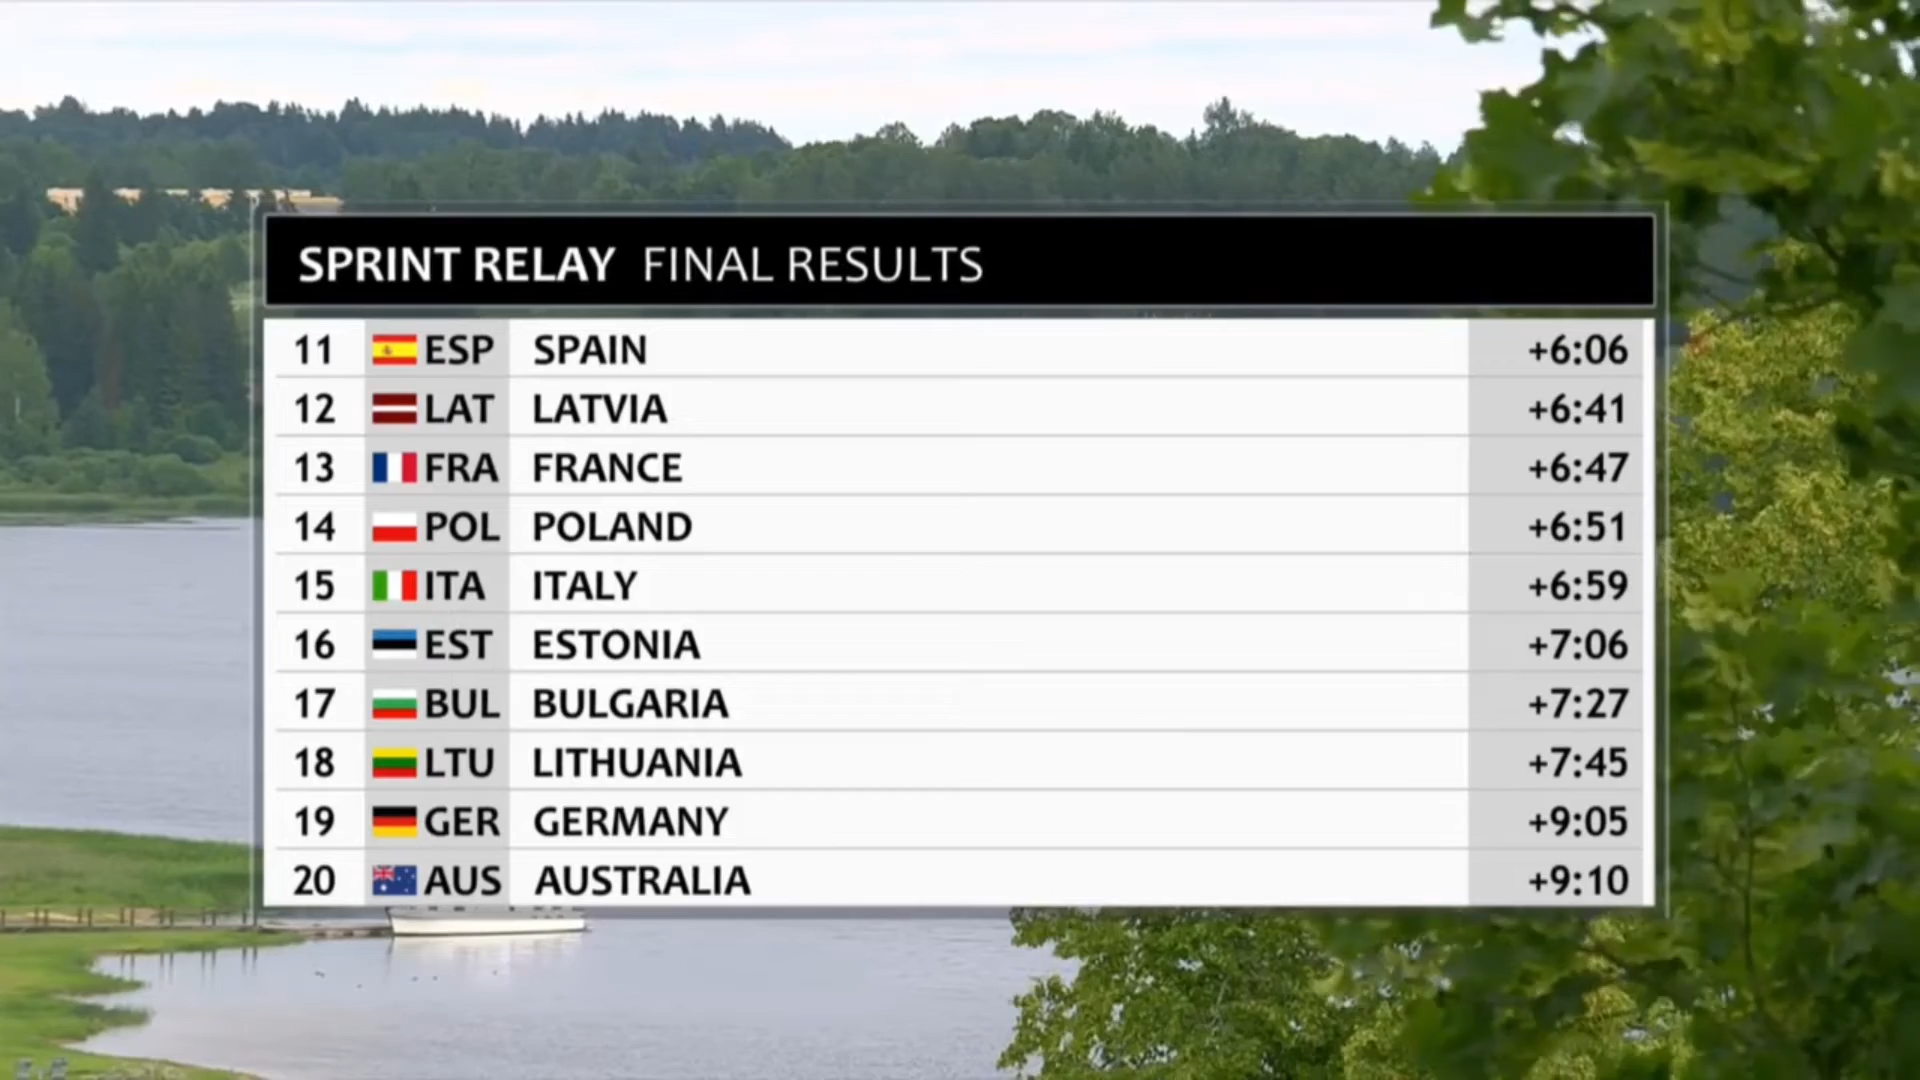 SPRINT RELAY FINAL RESULTS
11 ESP SPAIN +6:06
12 LAT LATVIA +6:41
13 FRA FRANCE +6:47
14 POL POLAND +6:51
15 ITA ITALY +6:59
16 EST ESTONIA +7:06
17 BUL BULGARIA +7:27
18 LTU LITHUANIA +7:45
19 GER GERMANY +9:05
20 AUS AUSTRALIA +9:10